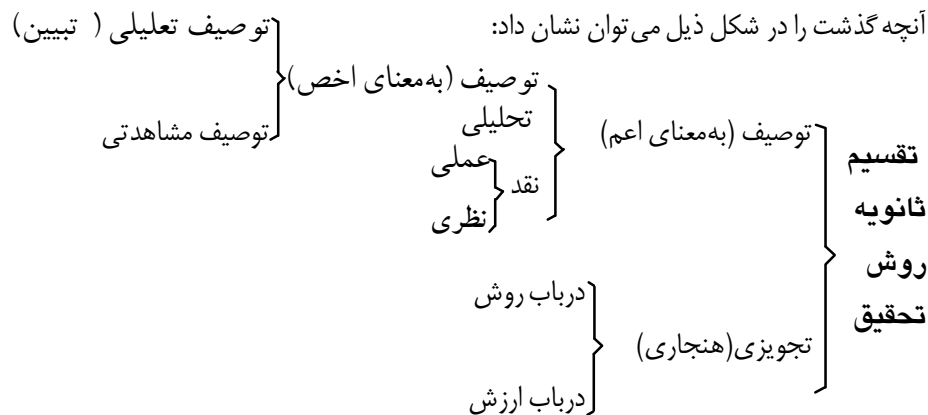 آنچه گذشت را در شکل ذیل می‌توان نشان داد:
تقسیم
ثانویه
روش
تحقیق
توصیف (به‌معنای اعم)
توصیف (به‌معنای اخص)
توصیف تعلیلی ( تبیین)
توصیف مشاهدتی
تحلیلی
نقد
عملی
نظری
تجویزی(هنجاری)
درباب روش
درباب ارزش